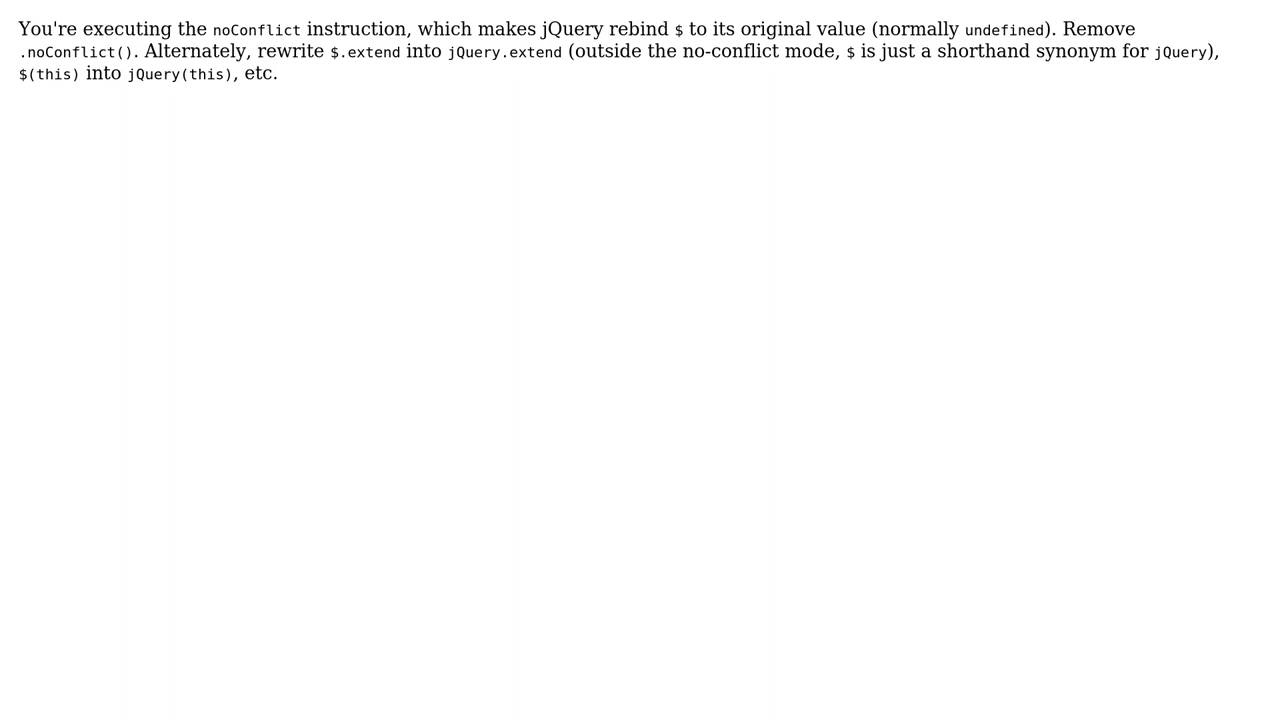 You're executing the noConflict instruction, which makes jQuery rebind $ to its original value (normally undefined). Remove
.noConflict(). Alternately, rewrite $.extend into jQuery.extend (outside the no-conflict mode, $ is just a shorthand synonym for jQuery),
$(this) into jQuery(this), etc.